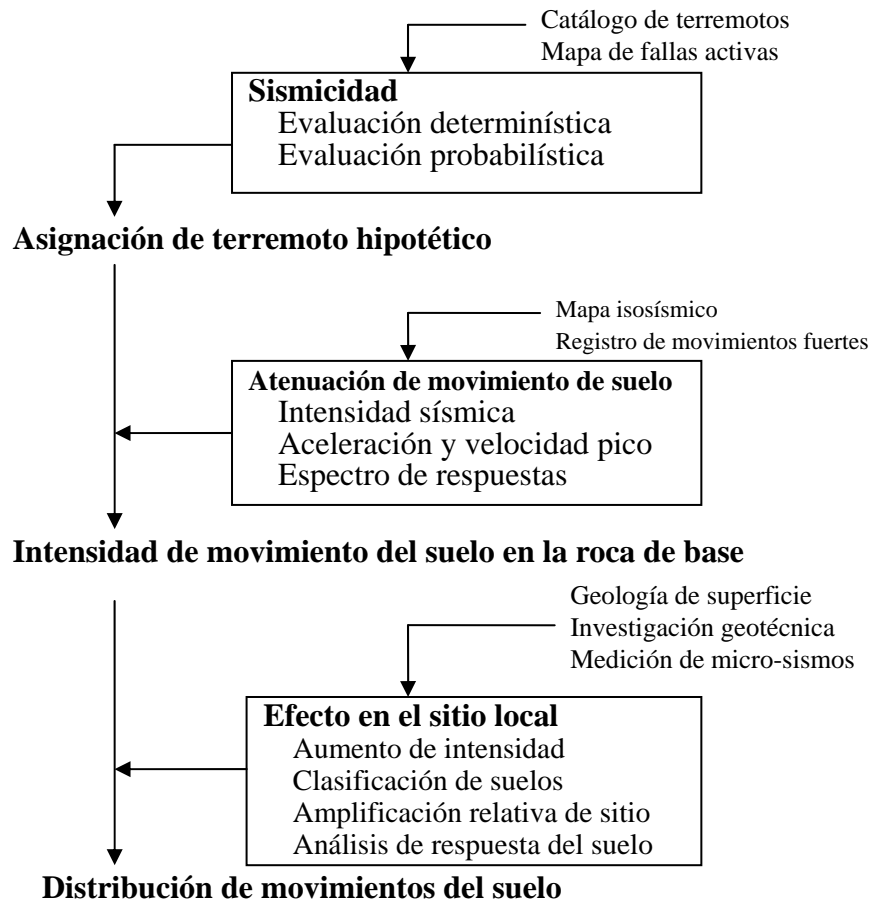 Catálogo de terremotos
Mapa de fallas activas
Sismicidad
Evaluación determinística
Evaluación probabilística
Asignación de terremoto hipotético
Mapa isosísmico
Registro de movimientos fuertes
Atenuación de movimiento de suelo
Intensidad sísmica
Aceleración y velocidad pico
Espectro de respuestas
Intensidad de movimiento del suelo en la roca de base
Geología de superficie
Investigación geotécnica
Medición de micro-sismos
Efecto en el sitio local
Aumento de intensidad
Clasificación de suelos
Amplificación relativa de sitio
Análisis de respuesta del suelo
Distribución de movimientos del suelo